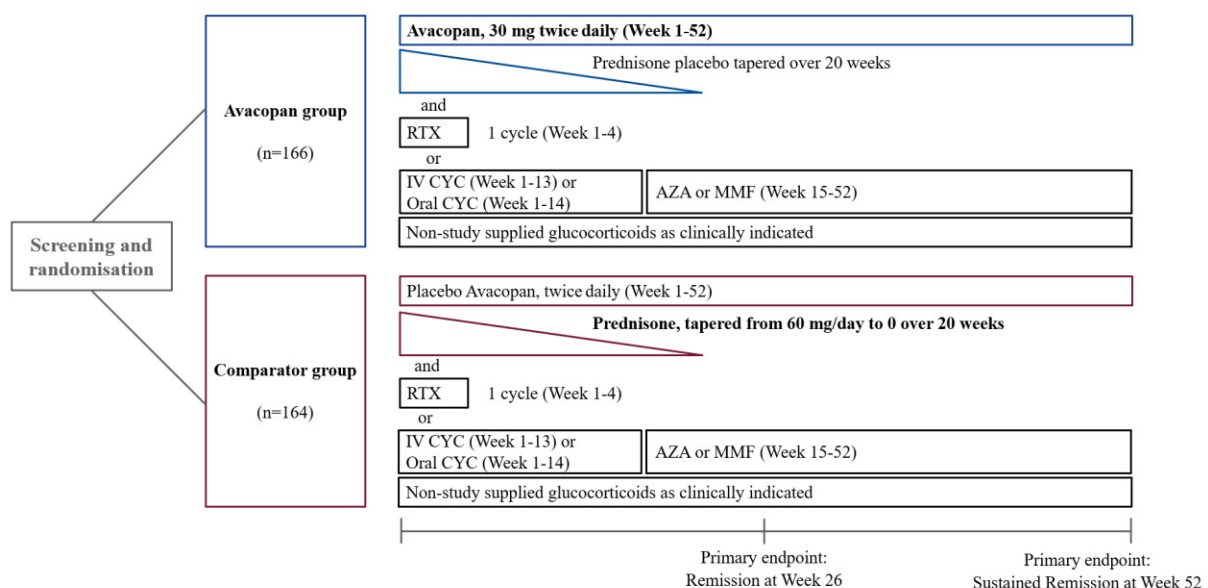 Screening and
randomisation
Avacopan group
(n=166)
Avacopan, 30 mg twice daily (Week 1-52)
Prednisone placebo tapered over 20 weeks
and
RTX
1 cycle (Week 1-4)
or
IV CYC (Week 1-13) or
Oral CYC (Week 1-14)
AZA or MMF (Week 15-52)
Non-study supplied glucocorticoids as clinically indicated
Comparator group
(n=164)
Placebo Avacopan, twice daily (Week 1-52)
Prednisone, tapered from 60 mg/day to 0 over 20 weeks
and
RTX
1 cycle (Week 1-4)
or
IV CYC (Week 1-13) or
Oral CYC (Week 1-14)
AZA or MMF (Week 15-52)
Non-study supplied glucocorticoids as clinically indicated
Primary endpoint:
Remission at Week 26
Primary endpoint:
Sustained Remission at Week 52